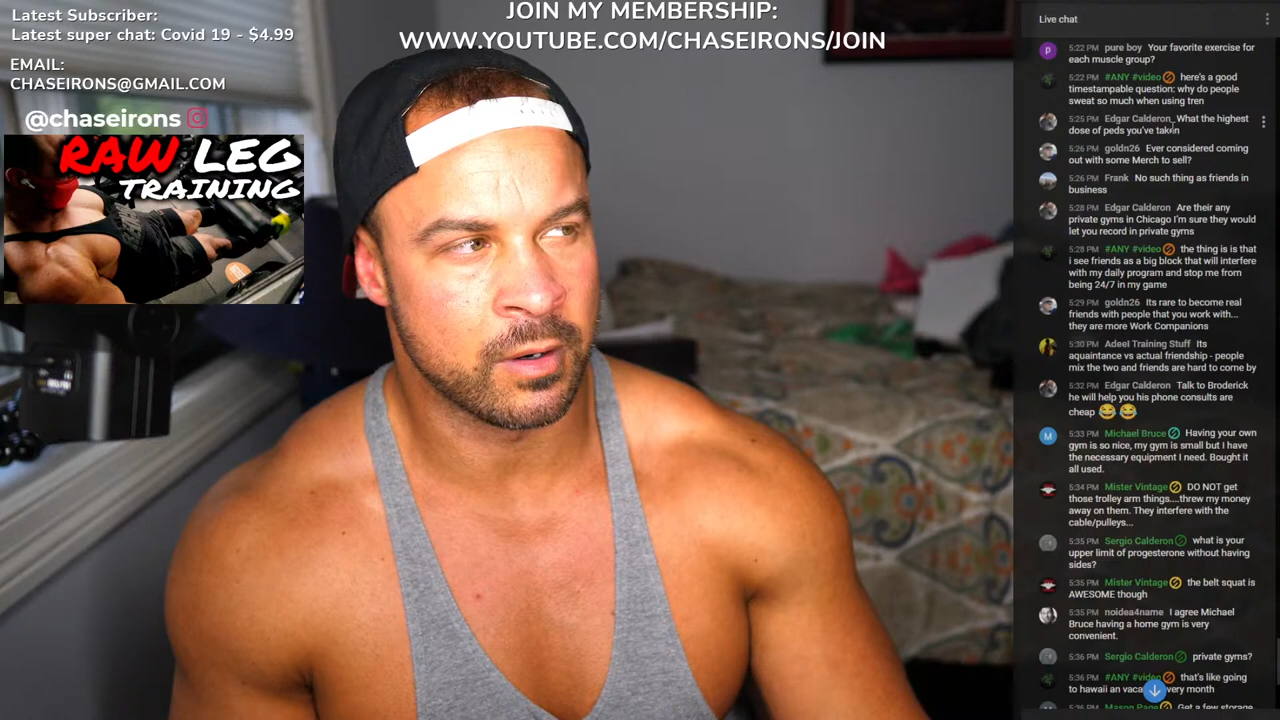 Latest Subscriber:
Latest super chat: Covid 19 - $4.99
EMAIL:
CHASEIRONS@GMAIL.COM
@chaseirons
RAW LEG
TRAINING
JOIN MY MEMBERSHIP:
WWW.YOUTUBE.COM/CHASEIRONS/JOIN
Live chat
P
5:22 PM pure boy Your favorite exercise for
each muscle group?
5:22 PM #ANY #video here's a good
timestampable question: why do people
sweat so much when using tren
5:25 PM Edgar Calderon What the highest
dose of peds you've takin
5:26 PM goldn26 Ever considered coming
out with some Merch to sell?
5:26 PM Frank No such thing as friends in
business
5:28 PM Edgar Calderon Are their any
private gyms in Chicago I'm sure they would
let you record in private gyms
5:28 PM #ANY #video the thing is is that
i see friends as a big block that will interfere
with my daily program and stop me from
being 24/7 in my game
5:29 PM goldn26 Its rare to become real
friends with people that you work with...
they are more Work Companions
5:30 PM Adeel Training Stuff Its
aquaintance vs actual friendship - people
mix the two and friends are hard to come by
5:32 PM Edgar Calderon Talk to Broderick
he will help you his phone consults are
cheap 😂 😂
M
5:33 PM Michael Bruce Having your own
gym is so nice, my gym is small but I have
the necessary equipment I need. Bought it
all used.
5:34 PM Mister Vintage DO NOT get
those trolley arm things....threw my money
away on them. They interfere with the
cable/pulleys...
5:35 PM Sergio Calderon what is your
upper limit of progesterone without having
sides?
5:35 PM Mister Vintage the belt squat is
AWESOME though
5:35 PM noidea4name I agree Michael
Bruce having a home gym is very
convenient.
5:36 PM Sergio Calderon private gyms?
5:36 PM #ANY #video that's like going
to hawaii an every month
Mason Page Get a few storage